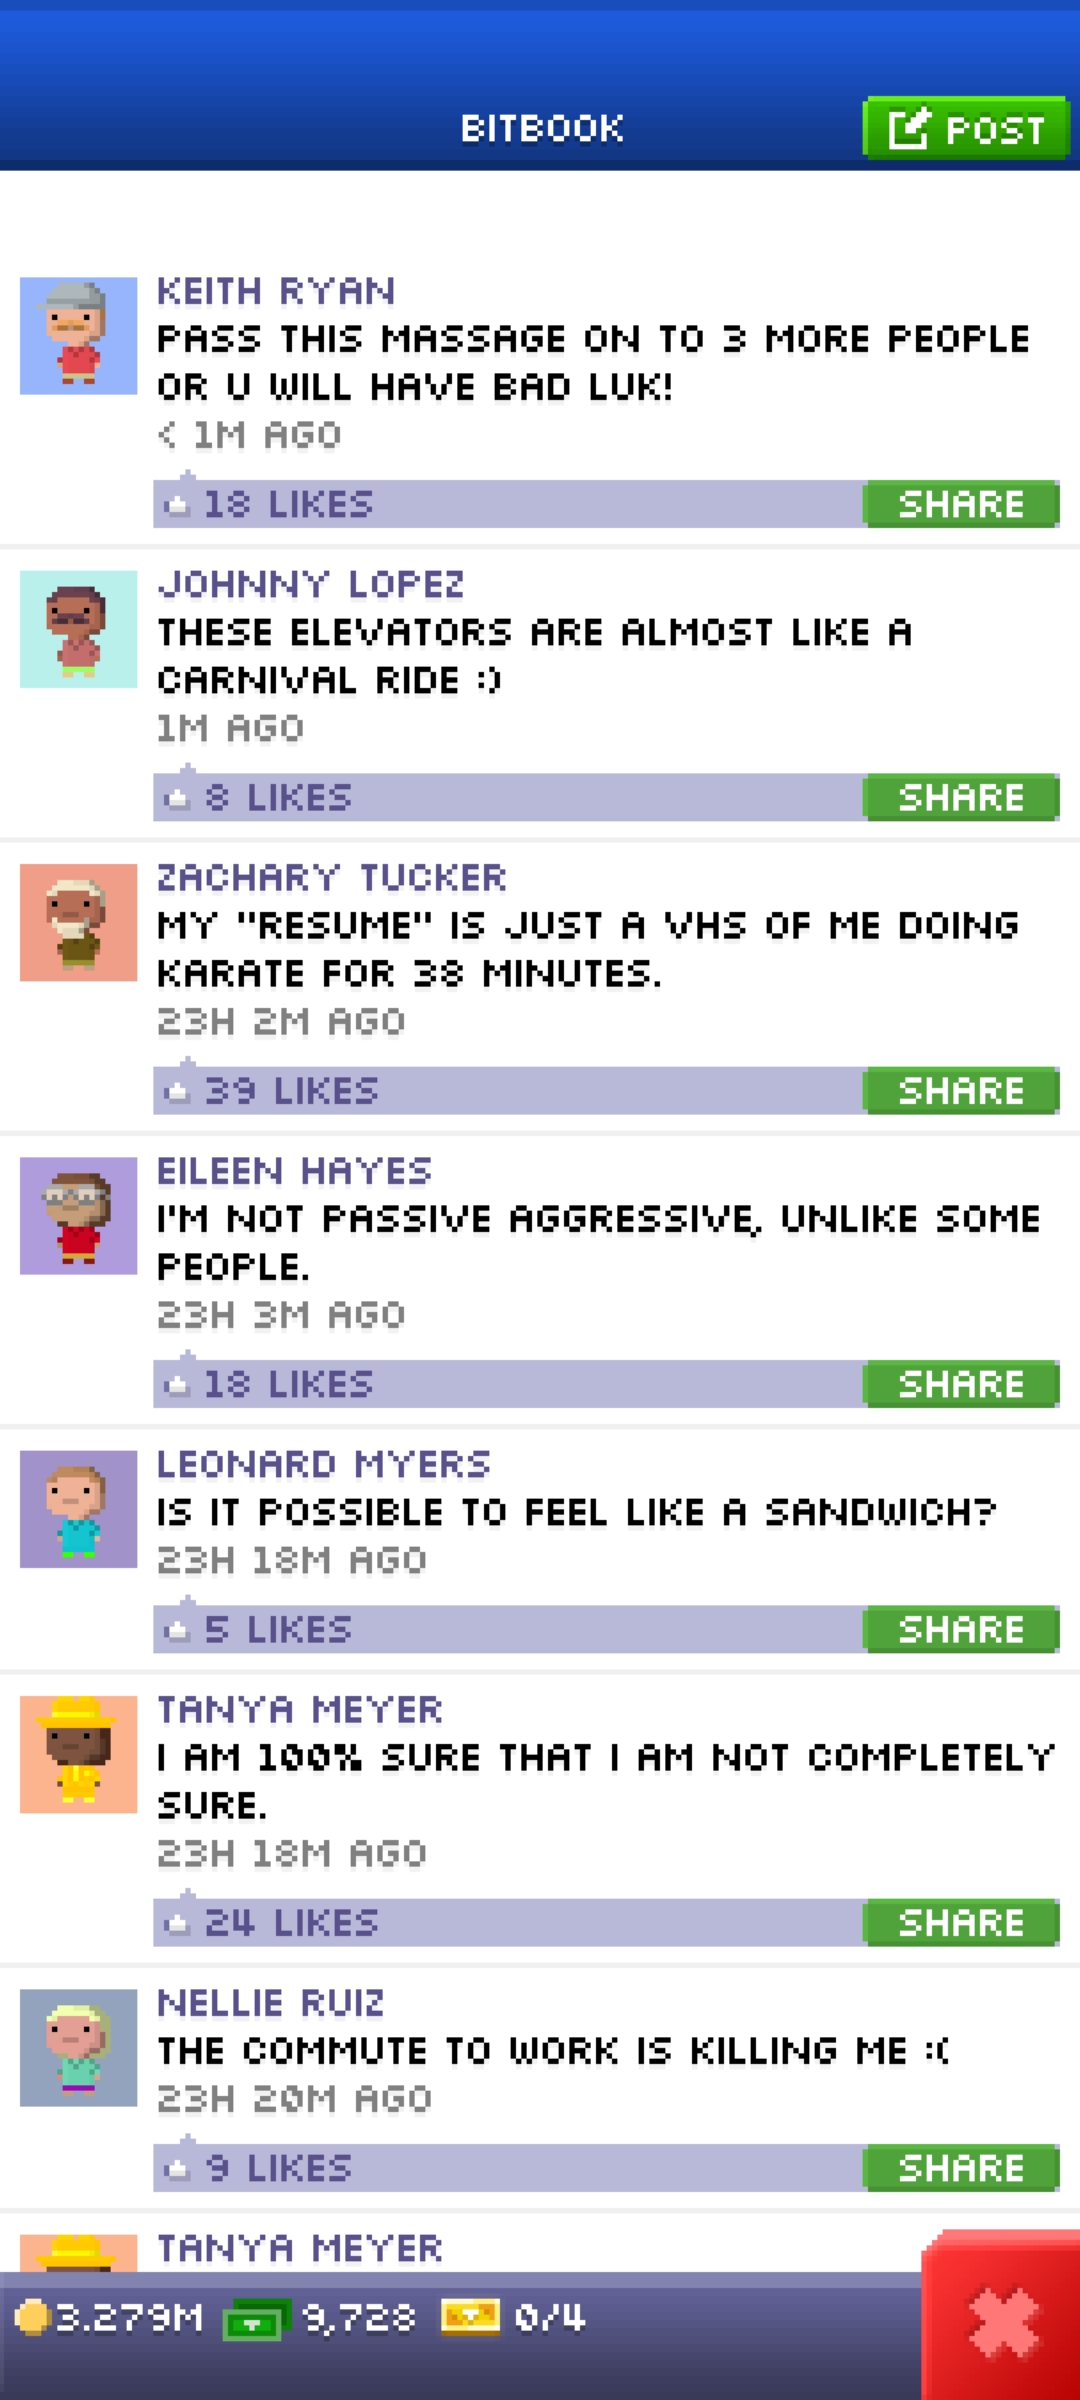 BITBOOK
POST
KEITH RYAN
PASS THIS MASSAGE ON TO 3 MORE PEOPLE
OR U WILL HAVE BAD LUK!
< 1M AGO
18 LIKES
SHARE
JOHNNY LOPEZ
THESE ELEVATORS ARE ALMOST LIKE A
CARNIVAL RIDE :)
1M AGO
8 LIKES
SHARE
ZACHARY TUCKER
MY "RESUME" IS JUST A VHS OF ME DOING
KARATE FOR 38 MINUTES.
23H 2M AGO
39 LIKES
SHARE
EILEEN HAYES
I'M NOT PASSIVE AGGRESSIVE, UNLIKE SOME
PEOPLE.
23H 3M AGO
18 LIKES
SHARE
LEONARD MYERS
IS IT POSSIBLE TO FEEL LIKE A SANDWICH?
23H 18M AGO
5 LIKES
SHARE
TANYA MEYER
I AM 100% SURE THAT I AM NOT COMPLETELY
SURE.
23H 18M AGO
24 LIKES
SHARE
NELLIE RUIZ
THE COMMUTE TO WORK IS KILLING ME :(
23H 20M AGO
9 LIKES
SHARE
TANYA MEYER
3.279M 9,728 0/4